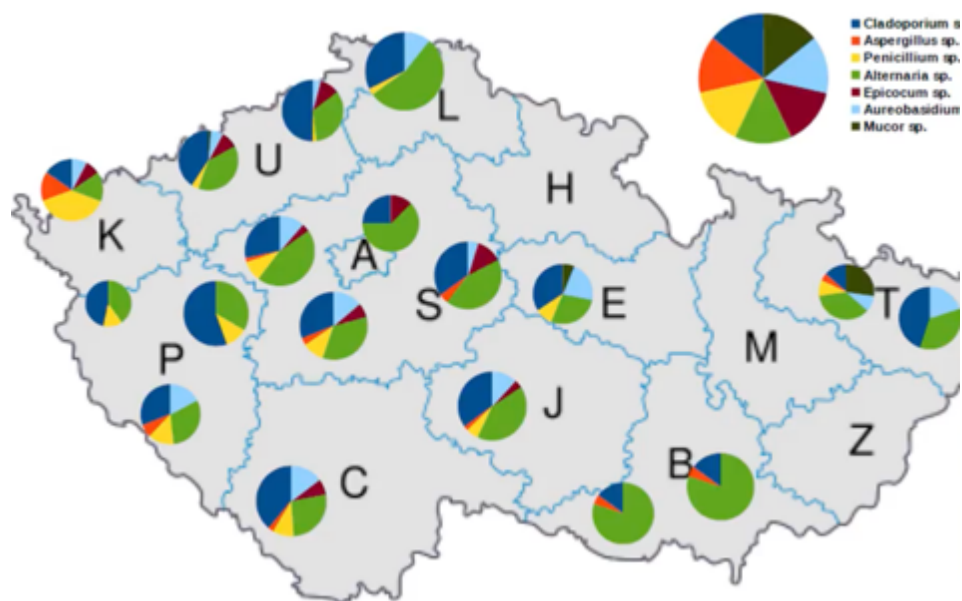 Cladoporium s
Aspergillus sp.
Penicillium sp.
Alternaria sp.
Epicocum sp.
Aureobasidium
Mucor sp.
L
U
H
K
A
S
E
T
P
M
J
Z
B
C